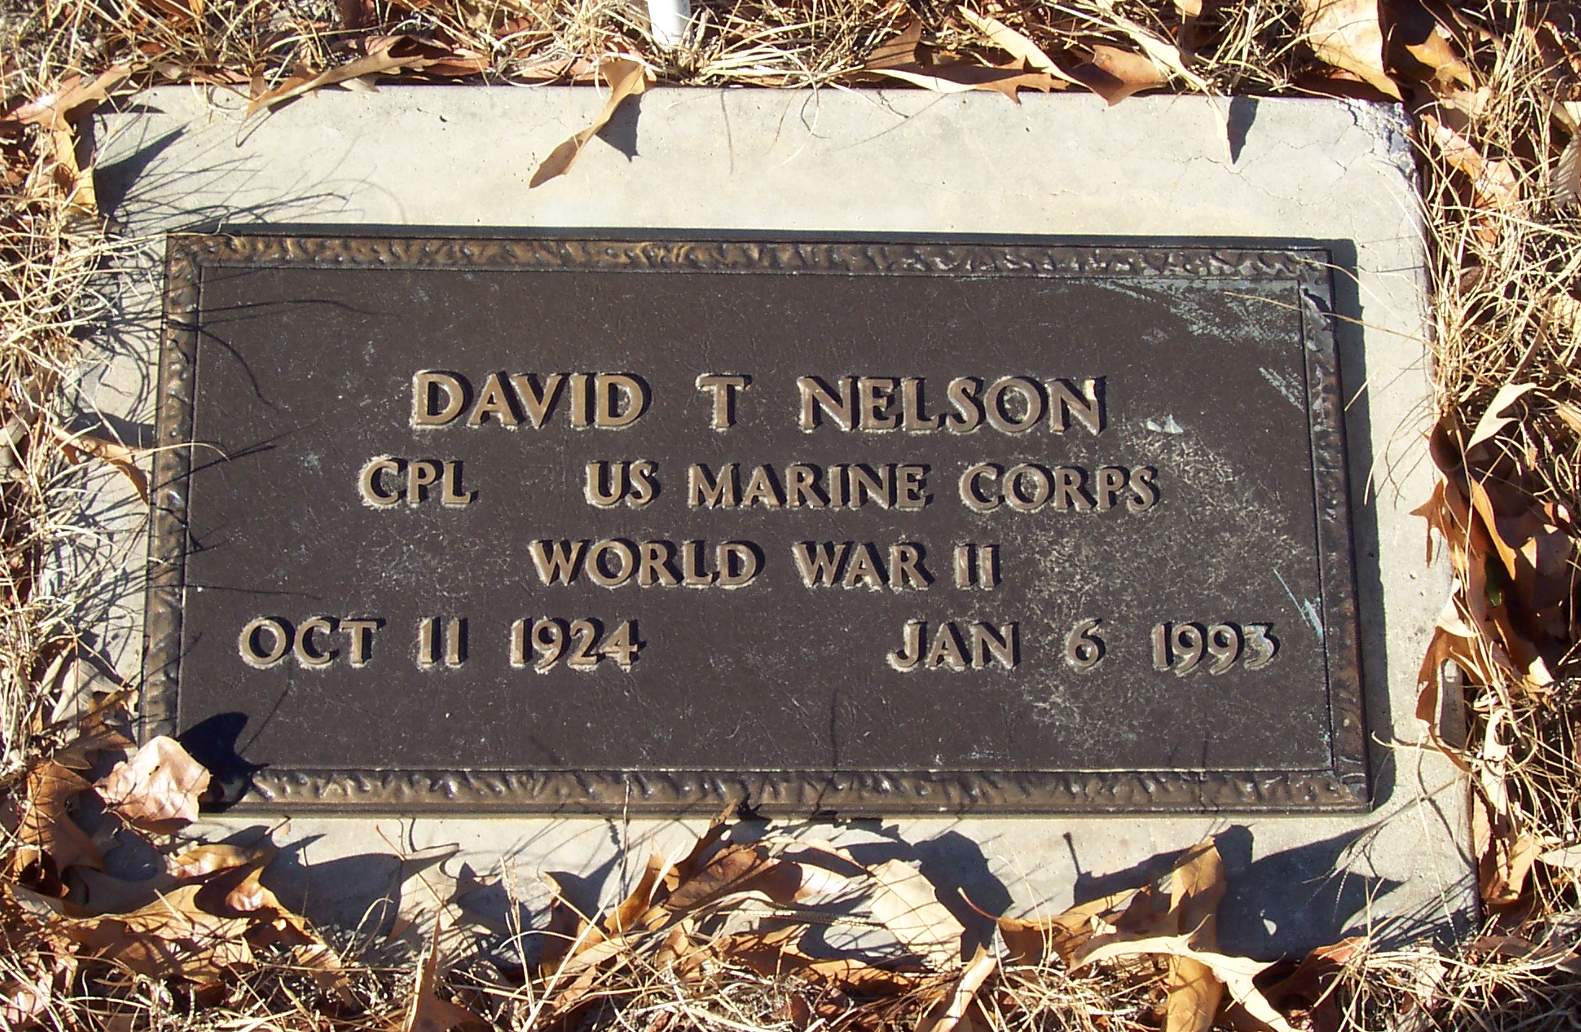 DAVID T NELSON
CPL US MARINE CORPS
WORLD WAR II
OCT 11 1924 JAN 6 1993